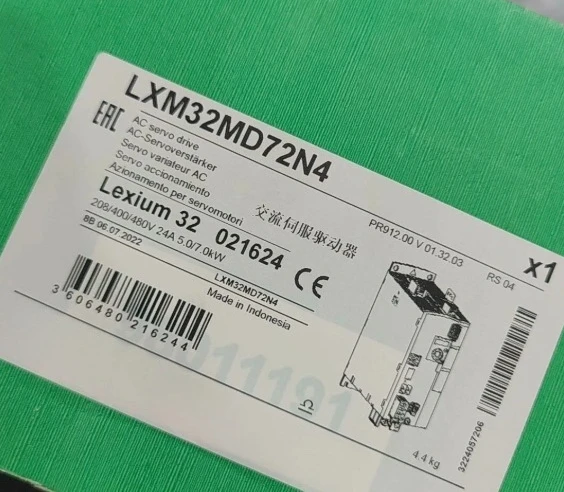 LXM32MD72N4
EAC
AC servo drive
AC-Servoverstärker
Servo variateur AC
Servo accionamiento
Azionamento per servomotori
交流伺服驱动器
PR912.00 V 01.32.03
RS 04
x1
Lexium 32 021624
208/400/480V 24A 5.0/7.0kW
8B 06.07.2022
CE
LXM32MD72N4
Made in Indonesia
3 606480 216244
4.4 kg
3224057206